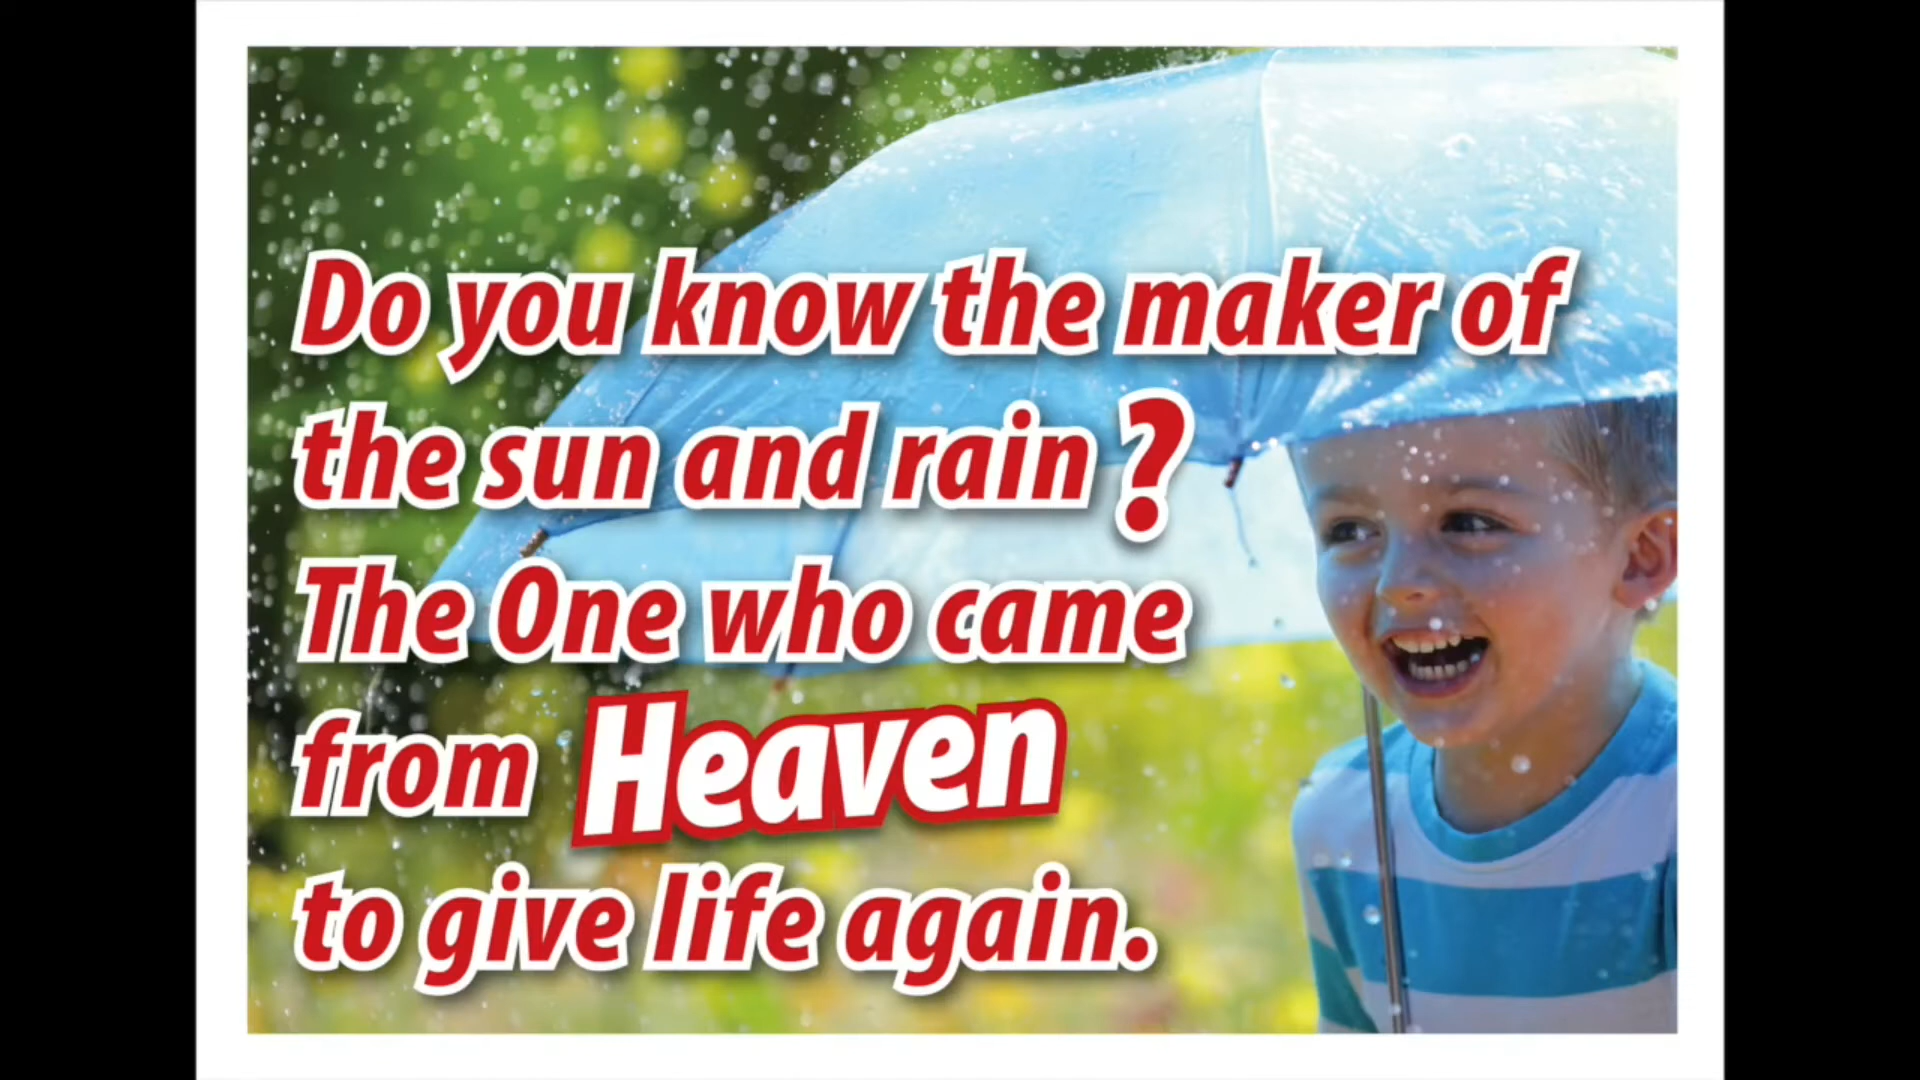 Do you know the maker of
the sun and rain?
The One who came
from Heaven
to give life again.